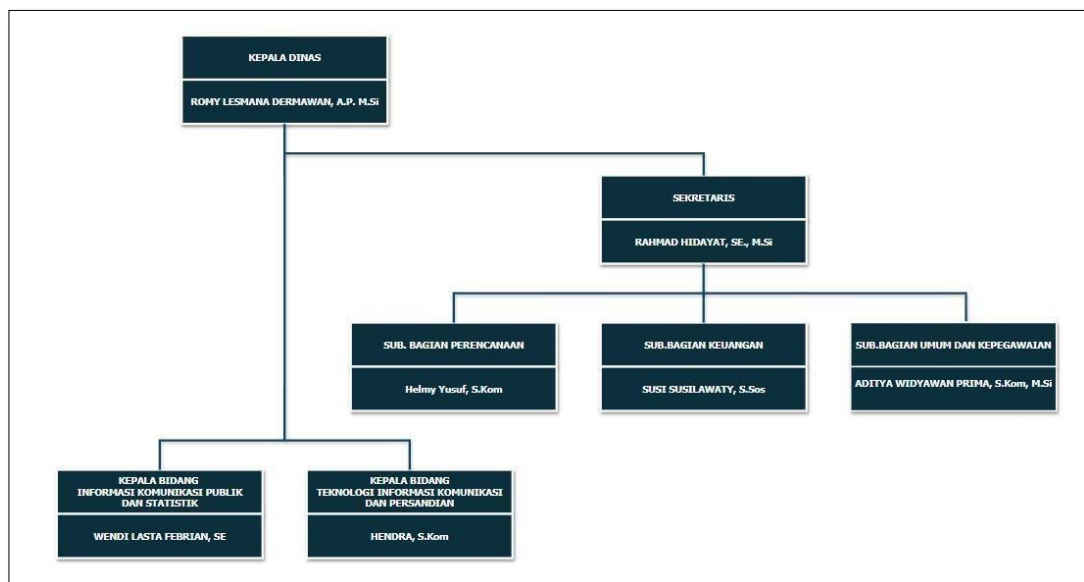 KEPALA DINAS
ROMY LESMANA DERMAWAN, A.P. M.Si
SEKRETARIS
RAHMAD HIDAYAT, SE., M.Si
SUB. BAGIAN PERENCANAAN
Helmy Yusuf, S.Kom
SUB.BAGIAN KEUANGAN
SUSI SUSILAWATY, S.Sos
SUB.BAGIAN UMUM DAN KEPEGAWAIAN
ADITYA WIDYAWAN PRIMA, S.Kom, M.Si
KEPALA BIDANG
INFORMASI KOMUNIKASI PUBLIK
DAN STATISTIK
WENDI LASTA FEBRIAN, SE
KEPALA BIDANG
TEKNOLOGI INFORMASI KOMUNIKASI
DAN PERSANDIAN
HENDRA, S.Kom